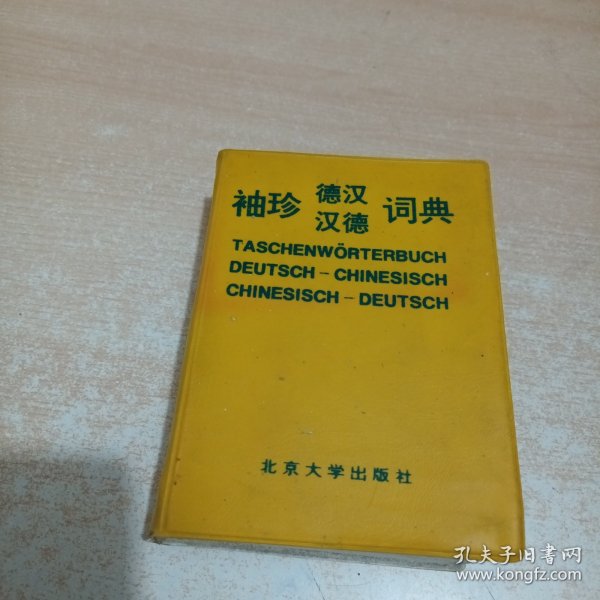 袖珍 德汉 词典
汉德
TASCHENWÖRTERBUCH
DEUTSCH – CHINESISCH
CHINESISCH – DEUTSCH
北京大学出版社
孔夫子旧书网
www.kongfz.com